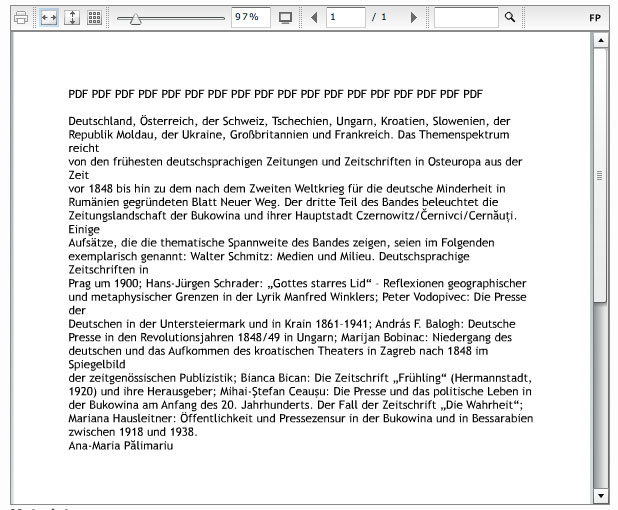 97%
1
/ 1
FP
PDF PDF PDF PDF PDF PDF PDF PDF PDF PDF PDF PDF PDF PDF PDF PDF PDF PDF
Deutschland, Österreich, der Schweiz, Tschechien, Ungarn, Kroatien, Slowenien, der
Republik Moldau, der Ukraine, Großbritannien und Frankreich. Das Themenspektrum
reicht
von den frühesten deutschsprachigen Zeitungen und Zeitschriften in Osteuropa aus der
Zeit
vor 1848 bis hin zu dem nach dem Zweiten Weltkrieg für die deutsche Minderheit in
Rumänien gegründeten Blatt Neuer Weg. Der dritte Teil des Bandes beleuchtet die
Zeitungslandschaft der Bukowina und ihrer Hauptstadt Czernowitz/Černivci/Cernăuţi.
Einige
Aufsätze, die die thematische Spannweite des Bandes zeigen, seien im Folgenden
exemplarisch genannt: Walter Schmitz: Medien und Milieu. Deutschsprachige
Zeitschriften in
Prag um 1900; Hans-Jürgen Schrader: „Gottes starres Lid“ – Reflexionen geographischer
und metaphysischer Grenzen in der Lyrik Manfred Winklers; Peter Vodopivec: Die Presse
der
Deutschen in der Untersteiermark und in Krain 1861-1941; András F. Balogh: Deutsche
Presse in den Revolutionsjahren 1848/49 in Ungarn; Marijan Bobinac: Niedergang des
deutschen und das Aufkommen des kroatischen Theaters in Zagreb nach 1848 im
Spiegelbild
der zeitgenössischen Publizistik; Bianca Bican: Die Zeitschrift „Frühling“ (Hermannstadt,
1920) und ihre Herausgeber; Mihai-Ştefan Ceauşu: Die Presse und das politische Leben in
der Bukowina am Anfang des 20. Jahrhunderts. Der Fall der Zeitschrift „Die Wahrheit“;
Mariana Hausleitner: Öffentlichkeit und Pressezensur in der Bukowina und in Bessarabien
zwischen 1918 und 1938.
Ana-Maria Pălimariu